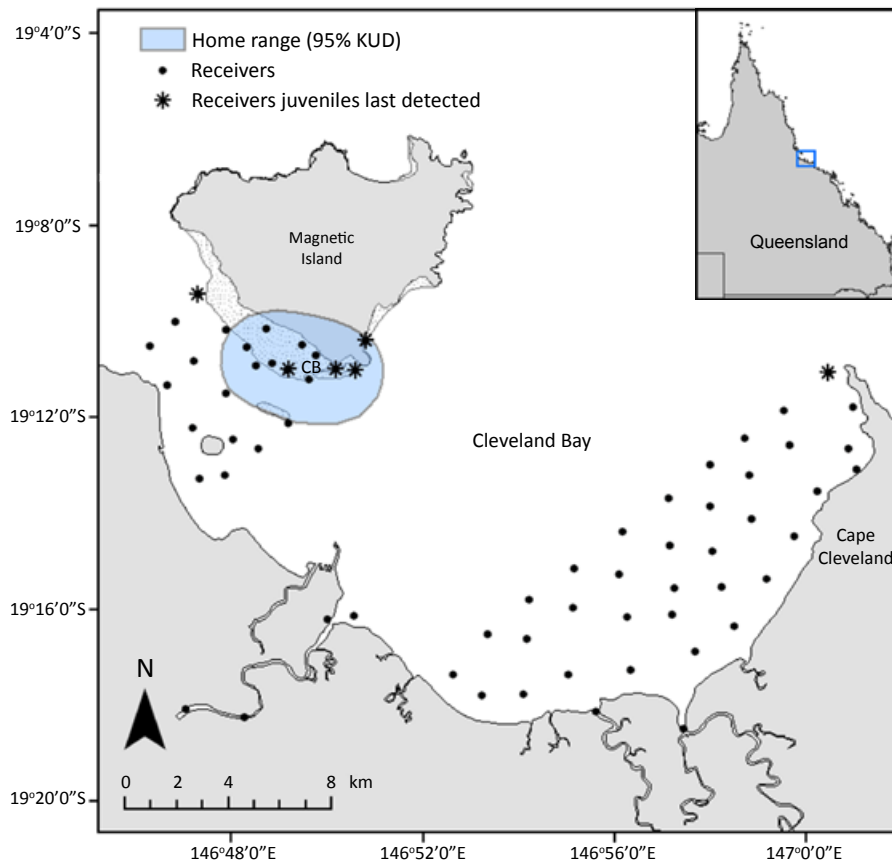 19°4′0″S
Home range (95% KUD)
Receivers
Receivers juveniles last detected
19°8′0″S
Magnetic
Island
Queensland
CB
19°12′0″S
Cleveland Bay
Cape
Cleveland
19°16′0″S
N
0 2 4 8 km
19°20′0″S
146°48′0″E 146°52′0″E 146°56′0″E 147°0′0″E